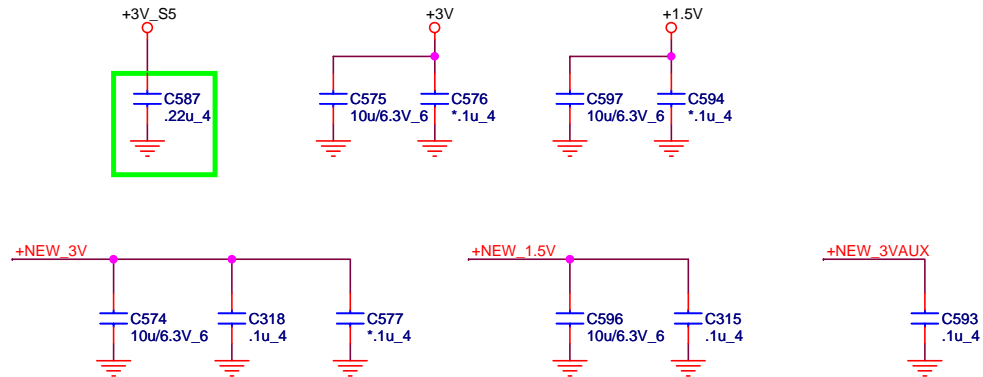 +3V_S5
+3V
+1.5V
C587
.22u_4
C575
10u/6.3V_6
C576
*.1u_4
C597
10u/6.3V_6
C594
*.1u_4
+NEW_3V
+NEW_1.5V
+NEW_3VAUX
C574
10u/6.3V_6
C318
.1u_4
C577
*.1u_4
C596
10u/6.3V_6
C315
.1u_4
C593
.1u_4